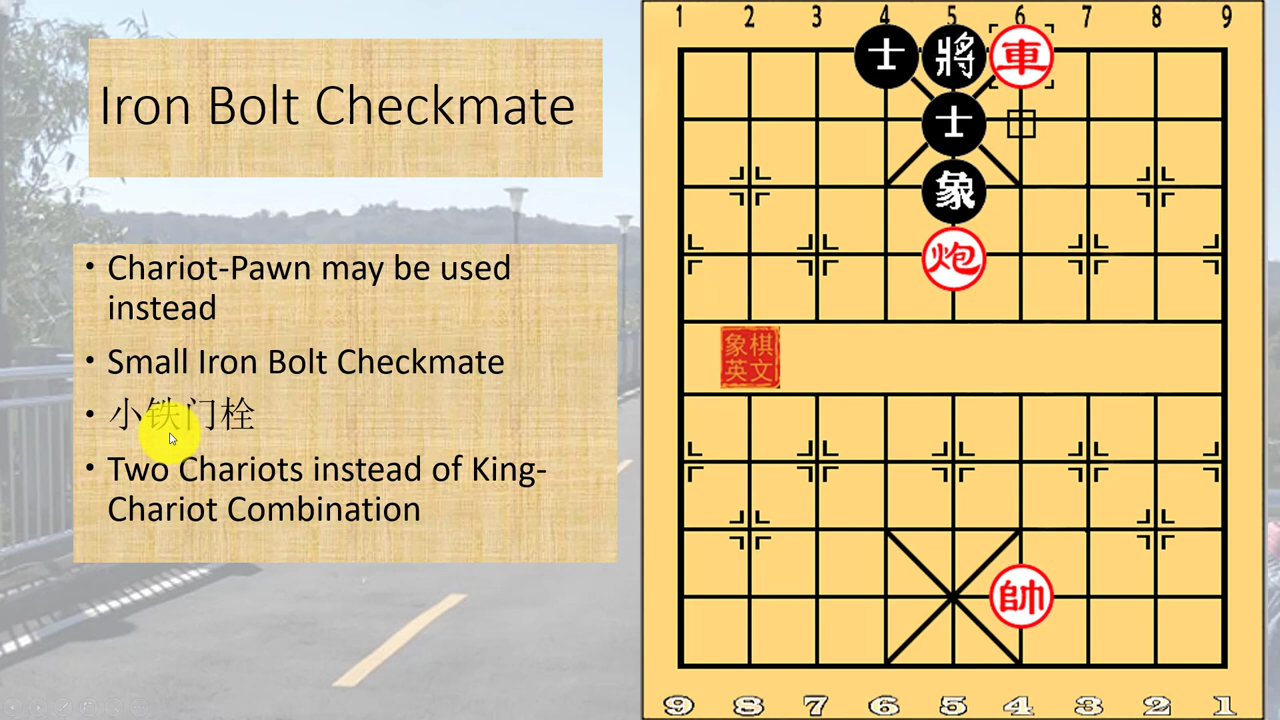 Iron Bolt Checkmate
• Chariot-Pawn may be used
instead
• Small Iron Bolt Checkmate
• 小铁门栓
• Two Chariots instead of King-
Chariot Combination
1 2 3 4 5 6 7 8 9
士 將 車
士
象
炮
象棋
英文
帥
9 8 7 6 5 4 3 2 1